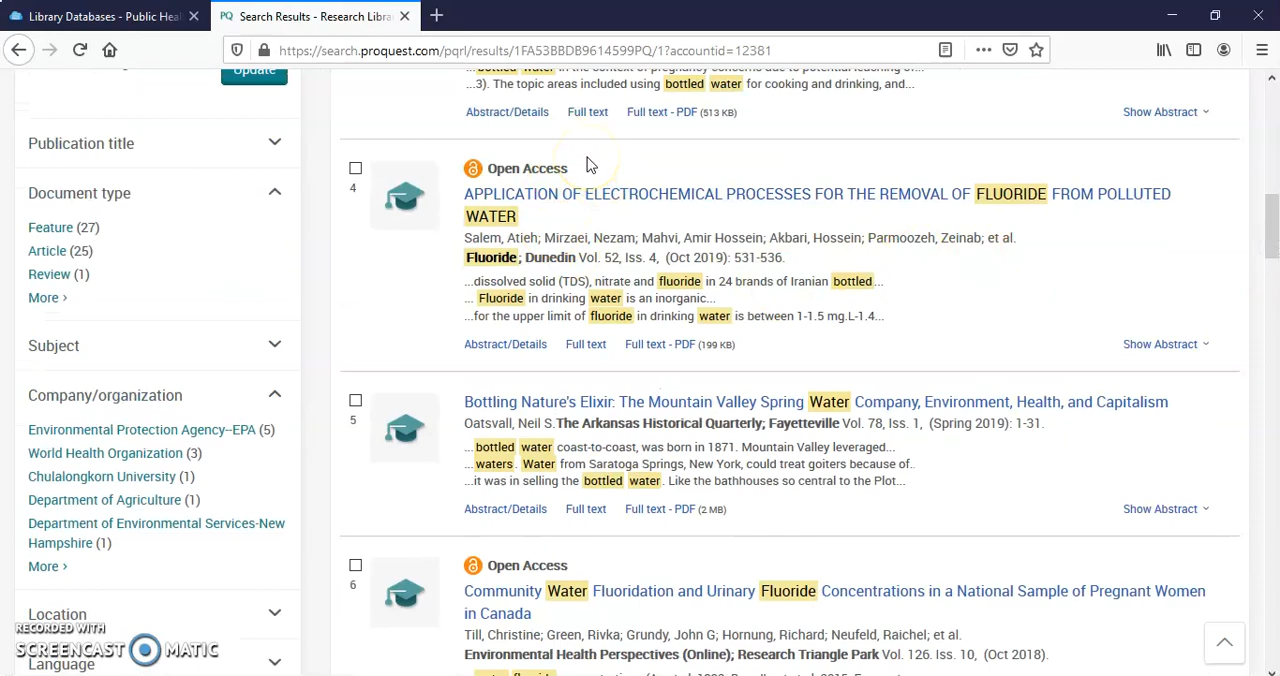 Library Databases - Public Heal
PQ Search Results - Research Libra
https://search.proquest.com/pqrl/results/1FA53BBDB9614599PQ/1?accountid=12381
Update
Publication title
Document type
Feature (27)
Article (25)
Review (1)
More ›
Subject
Company/organization
Environmental Protection Agency--EPA (5)
World Health Organization (3)
Chulalongkorn University (1)
Department of Agriculture (1)
Department of Environmental Services-New
Hampshire (1)
More ›
Location
Language
RECORDED WITH
SCREENCAST MATIC
...bottled water in the context of pregnancy concerns due to potential leaching of...
...3). The topic areas included using bottled water for cooking and drinking, and...
Abstract/Details Full text Full text - PDF (513 KB) Show Abstract
4
Open Access
APPLICATION OF ELECTROCHEMICAL PROCESSES FOR THE REMOVAL OF FLUORIDE FROM POLLUTED
WATER
Salem, Atieh; Mirzaei, Nezam; Mahvi, Amir Hossein; Akbari, Hossein; Parmoozeh, Zeinab; et al.
Fluoride; Dunedin Vol. 52, Iss. 4, (Oct 2019): 531-536.
...dissolved solid (TDS), nitrate and fluoride in 24 brands of Iranian bottled...
... Fluoride in drinking water is an inorganic...
...for the upper limit of fluoride in drinking water is between 1-1.5 mg.L-1.4...
Abstract/Details Full text Full text - PDF (199 KB) Show Abstract
5
Bottling Nature's Elixir: The Mountain Valley Spring Water Company, Environment, Health, and Capitalism
Oatsvall, Neil S.The Arkansas Historical Quarterly; Fayetteville Vol. 78, Iss. 1, (Spring 2019): 1-31.
...bottled water coast-to-coast, was born in 1871. Mountain Valley leveraged...
...waters. Water from Saratoga Springs, New York, could treat goiters because of..
...it was in selling the bottled water. Like the bathhouses so central to the Plot...
Abstract/Details Full text Full text - PDF (2 MB) Show Abstract
6
Open Access
Community Water Fluoridation and Urinary Fluoride Concentrations in a National Sample of Pregnant Women
in Canada
Till, Christine; Green, Rivka; Grundy, John G; Hornung, Richard; Neufeld, Raichel; et al.
Environmental Health Perspectives (Online); Research Triangle Park Vol. 126. Iss. 10, (Oct 2018).